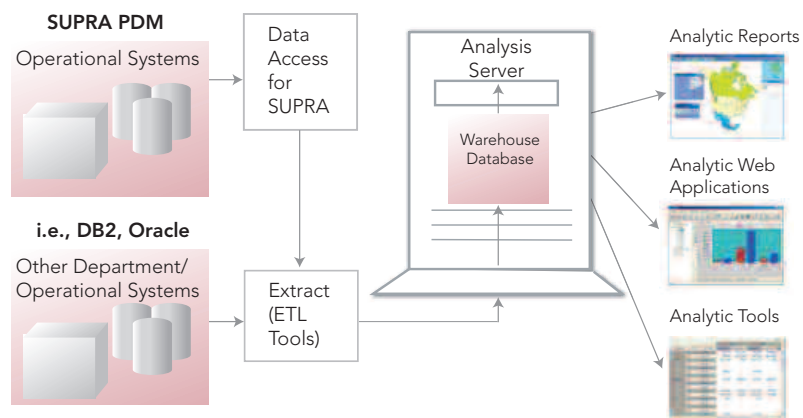 SUPRA PDM
Operational Systems
Data
Access
for
SUPRA
Analysis
Server
Warehouse
Database
Analytic Reports
Analytic Web
Applications
Analytic Tools
i.e., DB2, Oracle
Other Department/
Operational Systems
Extract
(ETL
Tools)